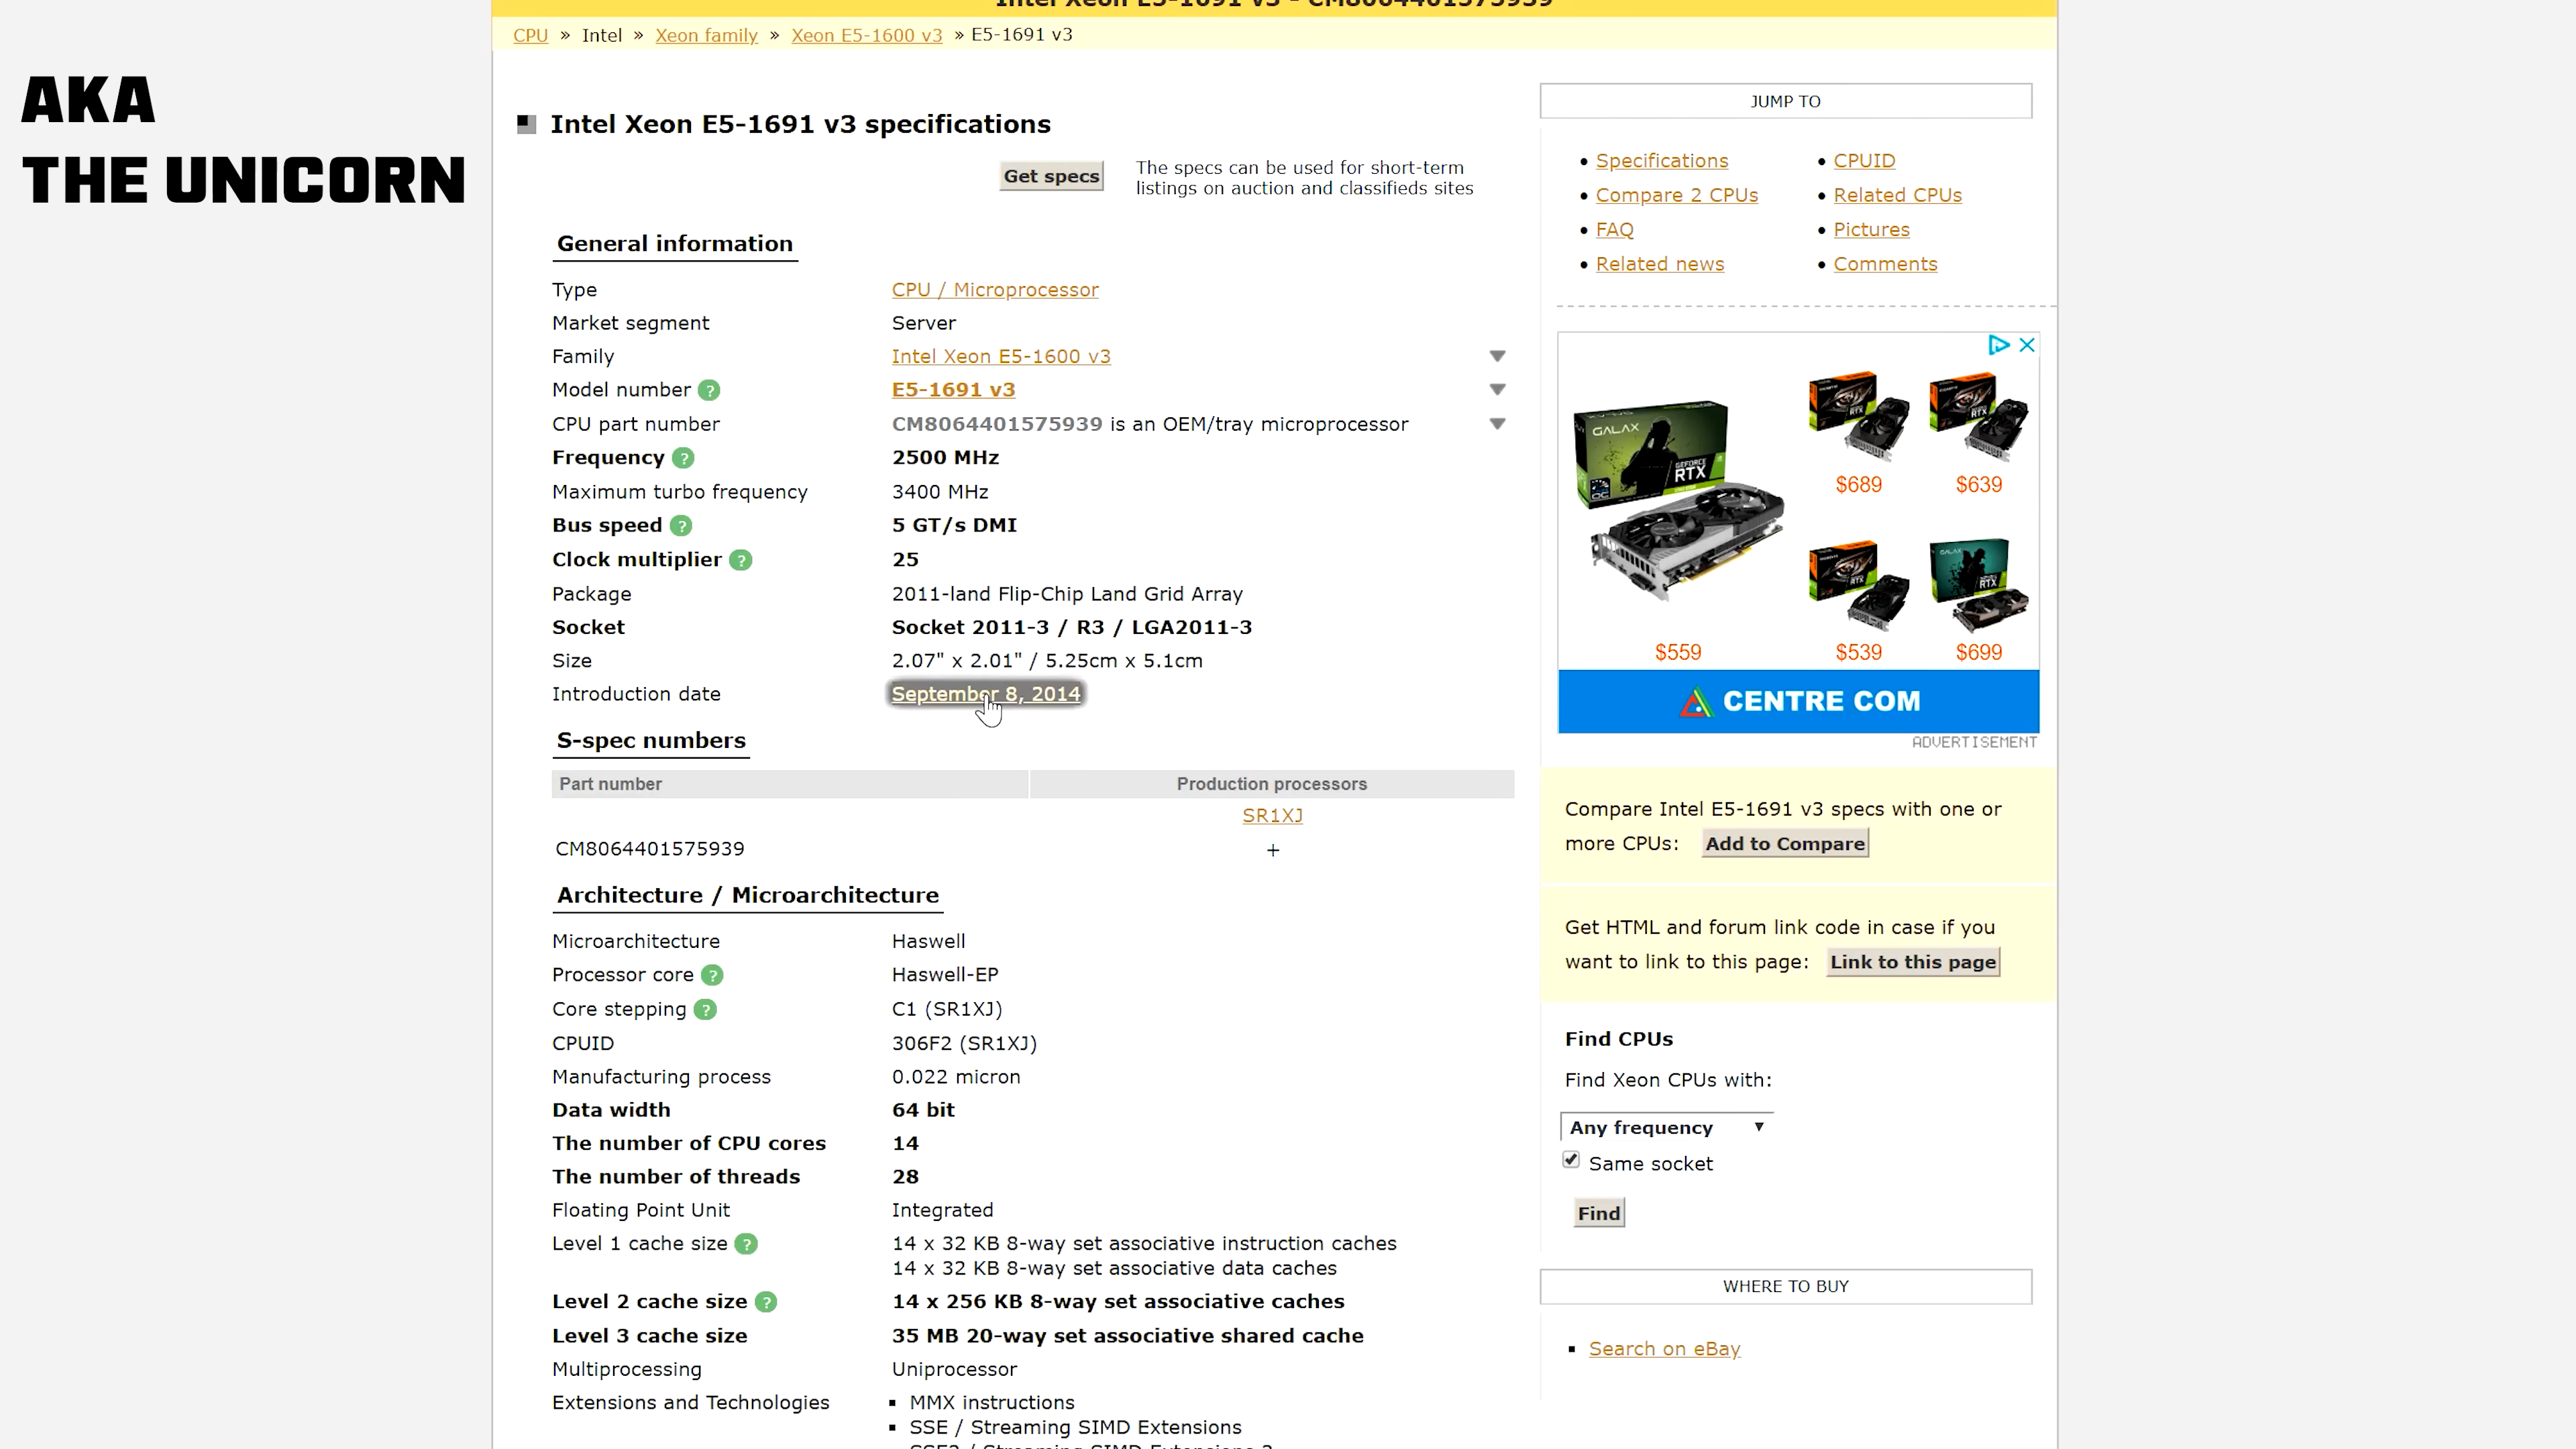 Intel Xeon E5-1691 v3 - CM8064401575939
CPU » Intel » Xeon family » Xeon E5-1600 v3 » E5-1691 v3
AKA
THE UNICORN
Intel Xeon E5-1691 v3 specifications
Get specs
The specs can be used for short-term
listings on auction and classifieds sites
General information
Type CPU / Microprocessor
Market segment Server
Family Intel Xeon E5-1600 v3
Model number ? E5-1691 v3
CPU part number CM8064401575939 is an OEM/tray microprocessor
Frequency ? 2500 MHz
Maximum turbo frequency 3400 MHz
Bus speed ? 5 GT/s DMI
Clock multiplier ? 25
Package 2011-land Flip-Chip Land Grid Array
Socket Socket 2011-3 / R3 / LGA2011-3
Size 2.07" x 2.01" / 5.25cm x 5.1cm
Introduction date September 8, 2014
S-spec numbers
Part number Production processors
SR1XJ
CM8064401575939 +
Architecture / Microarchitecture
Microarchitecture Haswell
Processor core ? Haswell-EP
Core stepping ? C1 (SR1XJ)
CPUID 306F2 (SR1XJ)
Manufacturing process 0.022 micron
Data width 64 bit
The number of CPU cores 14
The number of threads 28
Floating Point Unit Integrated
Level 1 cache size ? 14 x 32 KB 8-way set associative instruction caches
14 x 32 KB 8-way set associative data caches
Level 2 cache size ? 14 x 256 KB 8-way set associative caches
Level 3 cache size 35 MB 20-way set associative shared cache
Multiprocessing Uniprocessor
Extensions and Technologies ▪ MMX instructions
▪ SSE / Streaming SIMD Extensions
SSE2 / Streaming SIMD Extensions 2
JUMP TO
• Specifications • CPUID
• Compare 2 CPUs • Related CPUs
• FAQ • Pictures
• Related news • Comments
GALAX
GEFORCE
RTX
$689 $639
$559 $539 $699
CENTRE COM
ADVERTISEMENT
Compare Intel E5-1691 v3 specs with one or
more CPUs: Add to Compare
Get HTML and forum link code in case if you
want to link to this page: Link to this page
Find CPUs
Find Xeon CPUs with:
Any frequency
Same socket
Find
WHERE TO BUY
▪ Search on eBay